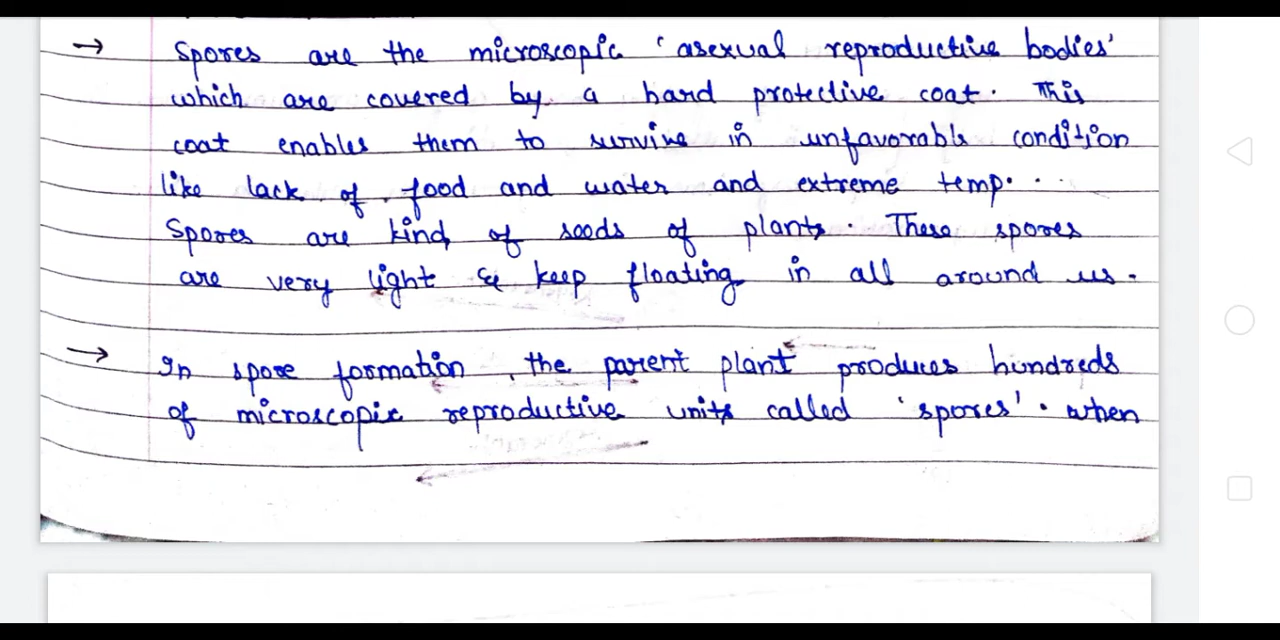 → Spores are the microscopic 'asexual reproductive bodies'
which are covered by a hard protective coat. This
coat enables them to survive in unfavorable condition
like lack of food and water and extreme temp.
Spores are kind of seeds of plants. These spores
are very light & keep floating in all around us.
→ In spore formation, the parent plant produces hundreds
of microscopic reproductive units called 'spores'. when